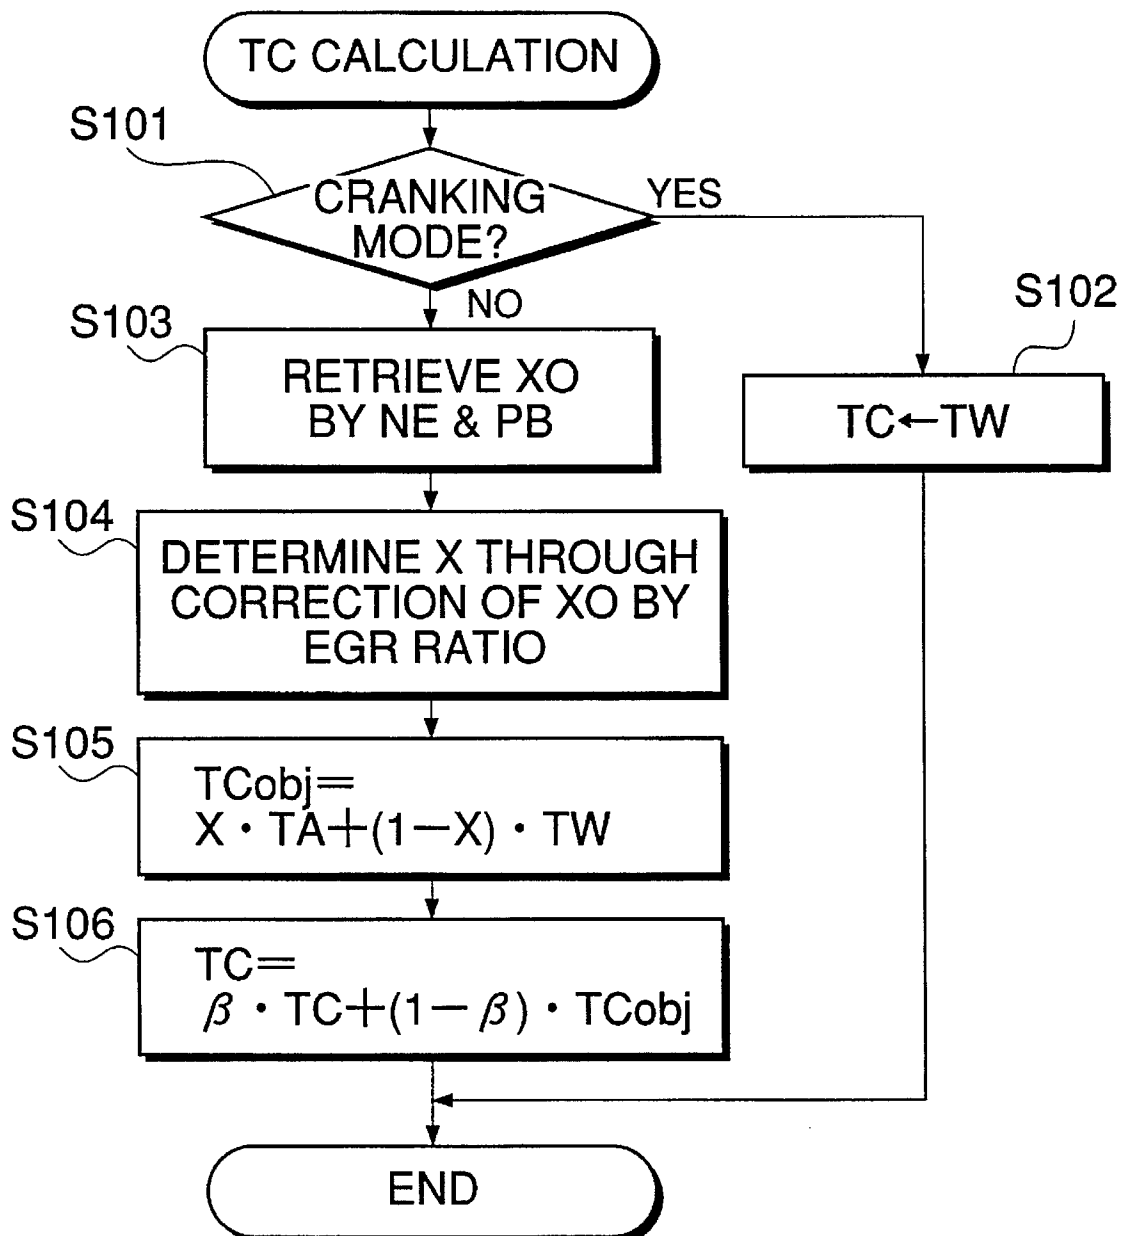 TC CALCULATION
S101
CRANKING
MODE?
YES
NO
S102
TC←TW
S103
RETRIEVE XO
BY NE & PB
S104
DETERMINE X THROUGH
CORRECTION OF XO BY
EGR RATIO
S105
TCobj=
X・TA+(1−X)・TW
S106
TC=
β・TC+(1−β)・TCobj
END